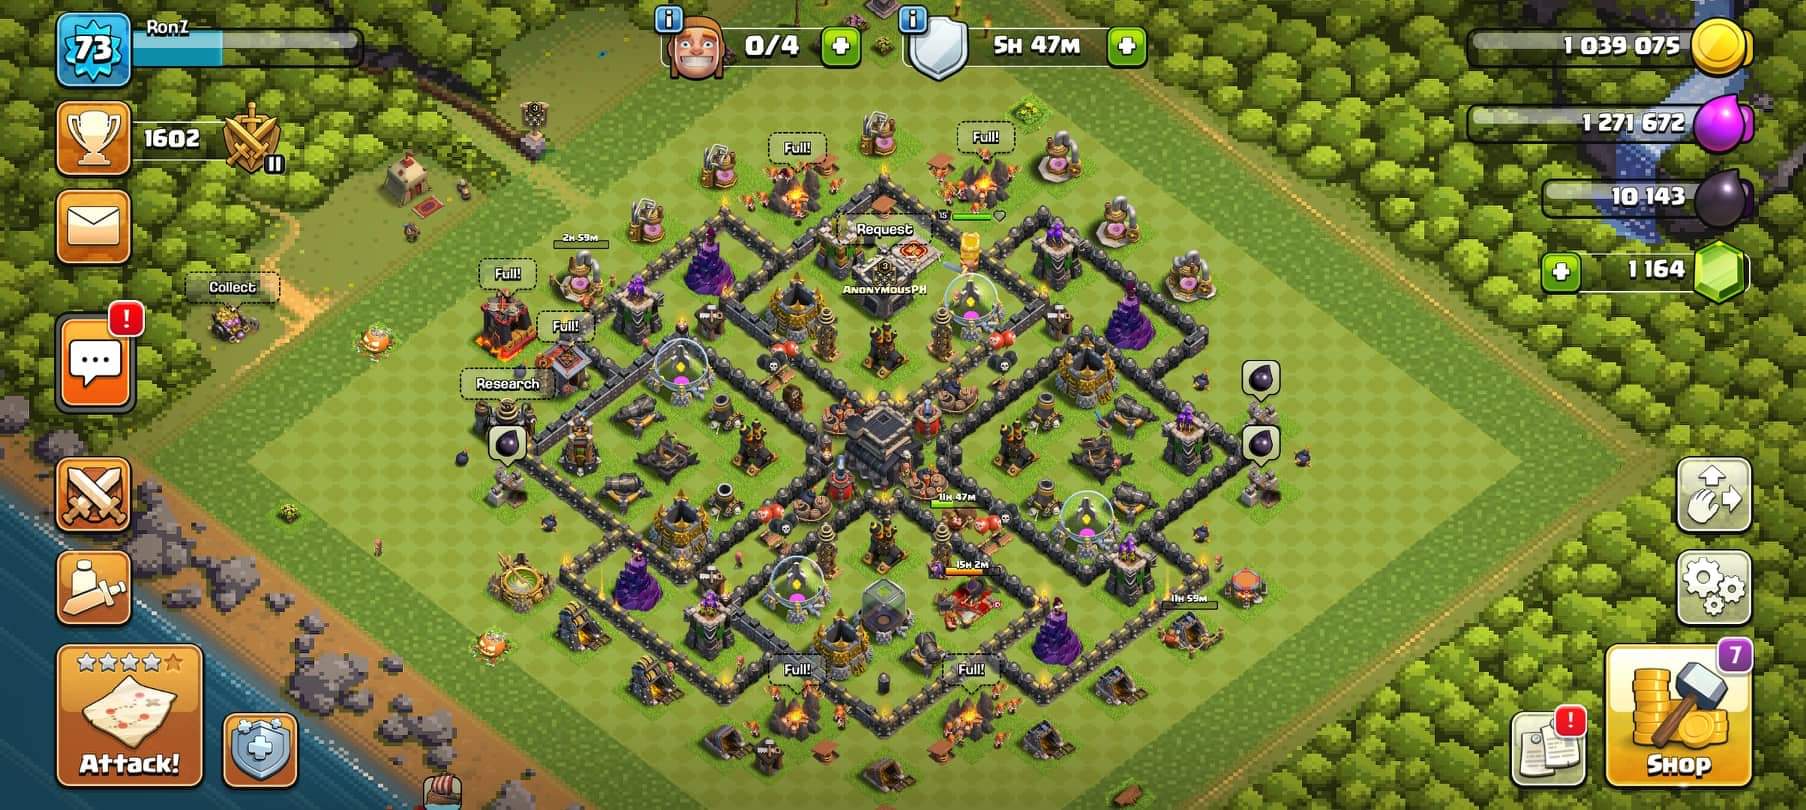 73
RonZ
i
0/4
i
5h 47m
1 039 075
1602
1 271 672
10 143
1 164
Full!
Full!
15
Request
3
AnonymousPH
2h 59m
Full!
Full!
Research
Collect
!
11h 47m
15h 2m
11h 59m
Full!
Full!
Attack!
7
!
Shop